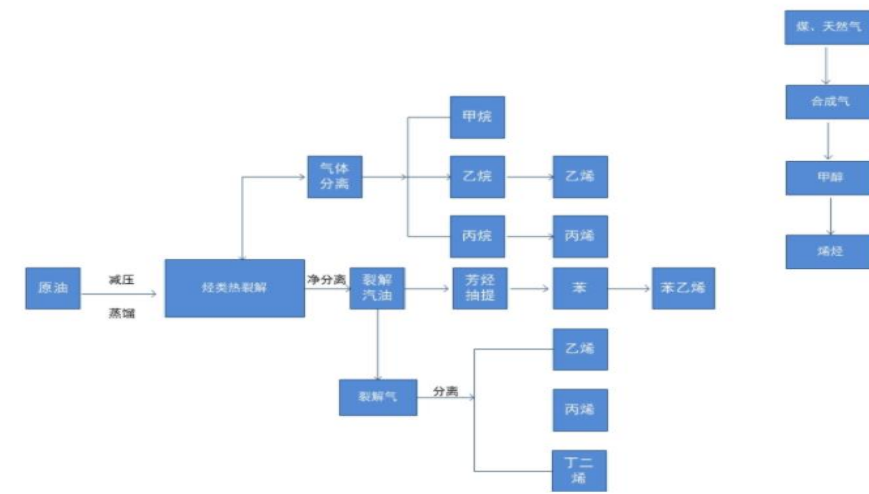 煤、天然气
合成气
甲醇
烯烃
甲烷
气体
分离
乙烷
乙烯
丙烷
丙烯
原油
减压
蒸馏
烃类热裂解
净分离
裂解
汽油
芳烃
抽提
苯
苯乙烯
乙烯
裂解气
分离
丙烯
丁二
烯